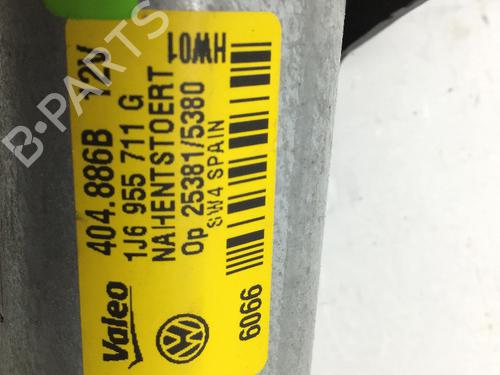 Valeo
404.886B 12V
1J6 955 711 G
NAHENTSTOERT
Op 25381/5380
SW4 SPAIN
HW01
6066
B-PARTS